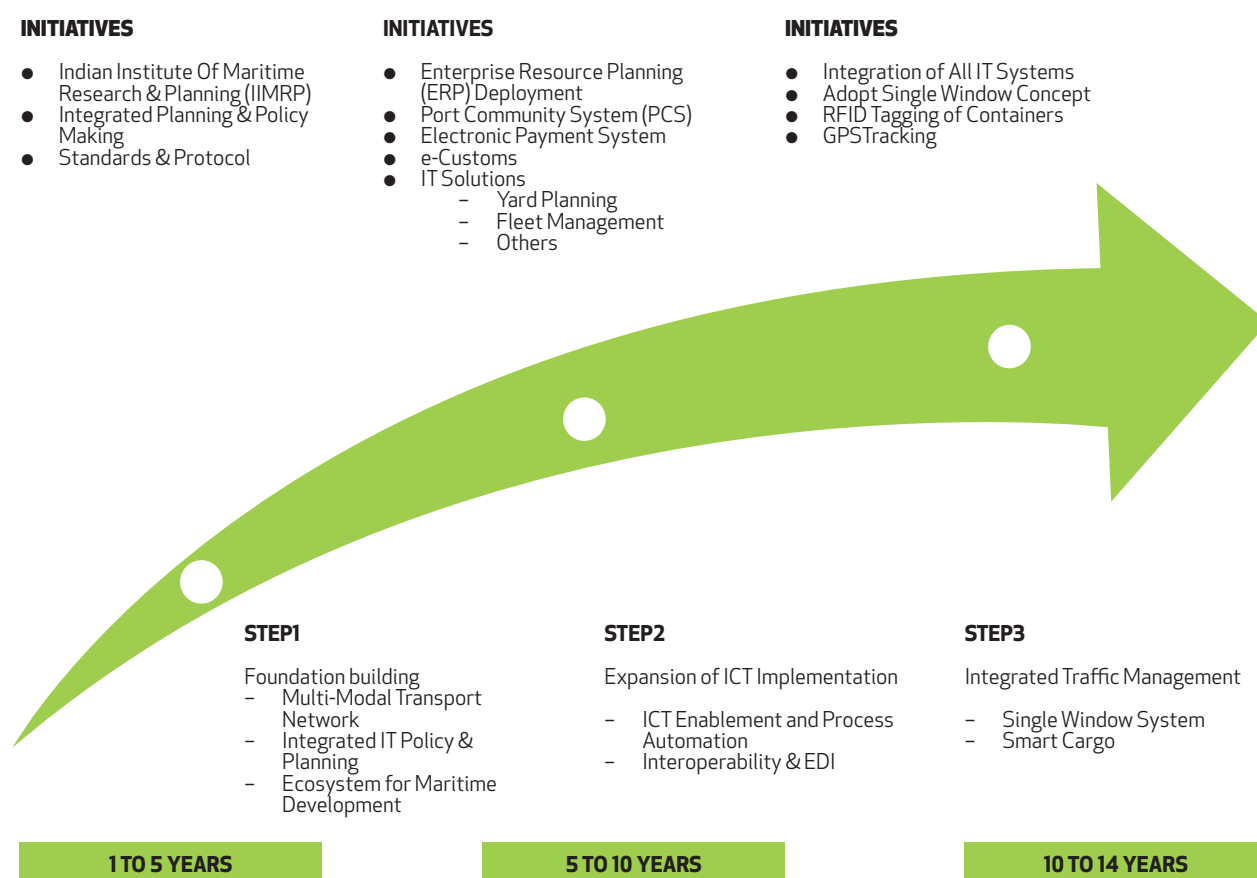 INITIATIVES
● Indian Institute Of Maritime
Research & Planning (IIMRP)
● Integrated Planning & Policy
Making
● Standards & Protocol
INITIATIVES
● Enterprise Resource Planning
(ERP) Deployment
● Port Community System (PCS)
● Electronic Payment System
● e-Customs
● IT Solutions
– Yard Planning
– Fleet Management
– Others
INITIATIVES
● Integration of All IT Systems
● Adopt Single Window Concept
● RFID Tagging of Containers
● GPSTracking
STEP1
Foundation building
– Multi-Modal Transport
Network
– Integrated IT Policy &
Planning
– Ecosystem for Maritime
Development
STEP2
Expansion of ICT Implementation
– ICT Enablement and Process
Automation
– Interoperability & EDI
STEP3
Integrated Traffic Management
– Single Window System
– Smart Cargo
1 TO 5 YEARS
5 TO 10 YEARS
10 TO 14 YEARS